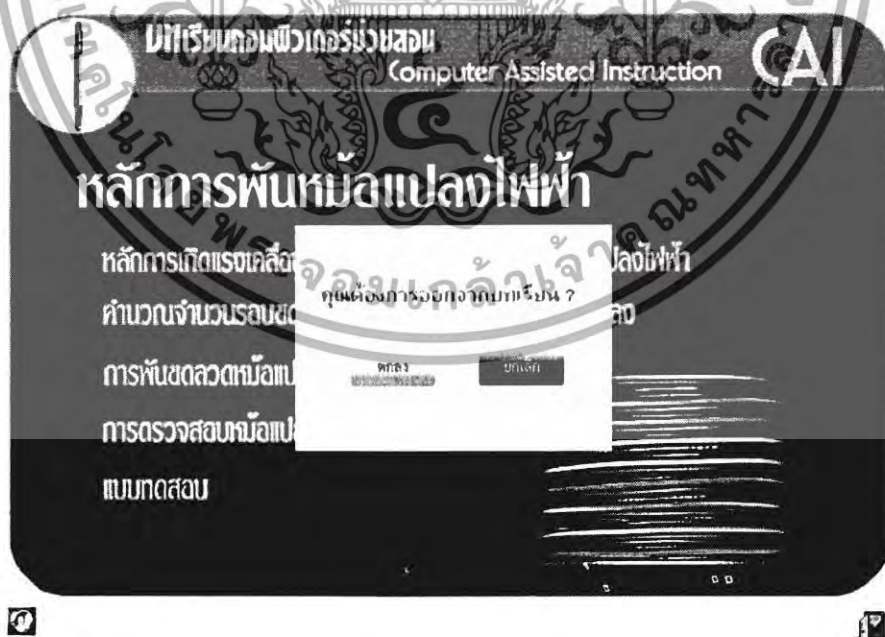 บทเรียนคอมพิวเตอร์ช่วยสอน
Computer Assisted Instruction
CAI
หลักการพันหม้อแปลงไฟฟ้า
หลักการเกิดแรงเคลื่อ ปลงไฟฟ้า
คำนวณจำนวนรอบขด ลง
การพันขดลวดหม้อแป
การตรวจสอบหม้อแป
แบบทดสอบ
คุณต้องการออกจากบทเรียน ?
ตกลง ยกเลิก